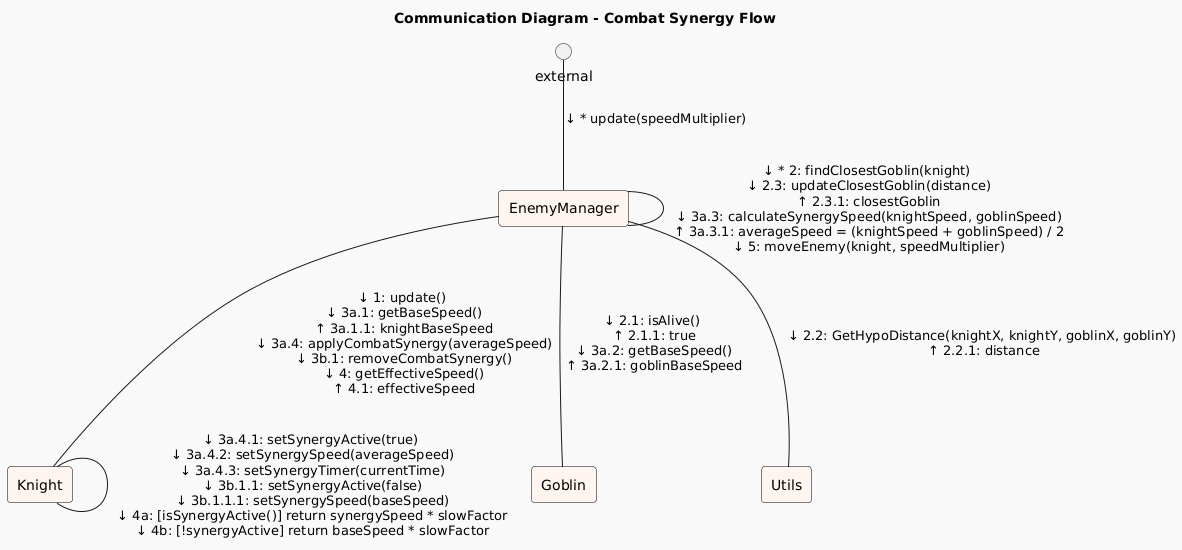 Communication Diagram - Combat Synergy Flow
external
↓ * update(speedMultiplier)
EnemyManager
↓ * 2: findClosestGoblin(knight)
↓ 2.3: updateClosestGoblin(distance)
↑ 2.3.1: closestGoblin
↓ 3a.3: calculateSynergySpeed(knightSpeed, goblinSpeed)
↑ 3a.3.1: averageSpeed = (knightSpeed + goblinSpeed) / 2
↓ 5: moveEnemy(knight, speedMultiplier)
↓ 1: update()
↓ 3a.1: getBaseSpeed()
↑ 3a.1.1: knightBaseSpeed
↓ 3a.4: applyCombatSynergy(averageSpeed)
↓ 3b.1: removeCombatSynergy()
↓ 4: getEffectiveSpeed()
↑ 4.1: effectiveSpeed
↓ 2.1: isAlive()
↑ 2.1.1: true
↓ 3a.2: getBaseSpeed()
↑ 3a.2.1: goblinBaseSpeed
↓ 2.2: GetHypoDistance(knightX, knightY, goblinX, goblinY)
↑ 2.2.1: distance
Knight
↓ 3a.4.1: setSynergyActive(true)
↓ 3a.4.2: setSynergySpeed(averageSpeed)
↓ 3a.4.3: setSynergyTimer(currentTime)
↓ 3b.1.1: setSynergyActive(false)
↓ 3b.1.1.1: setSynergySpeed(baseSpeed)
↓ 4a: [isSynergyActive()] return synergySpeed * slowFactor
↓ 4b: [!synergyActive] return baseSpeed * slowFactor
Goblin
Utils